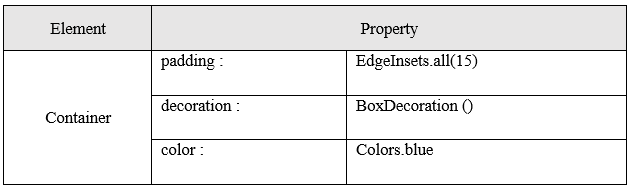 Element Property
padding : EdgeInsets.all(15)
decoration : BoxDecoration ()
Container
color : Colors.blue